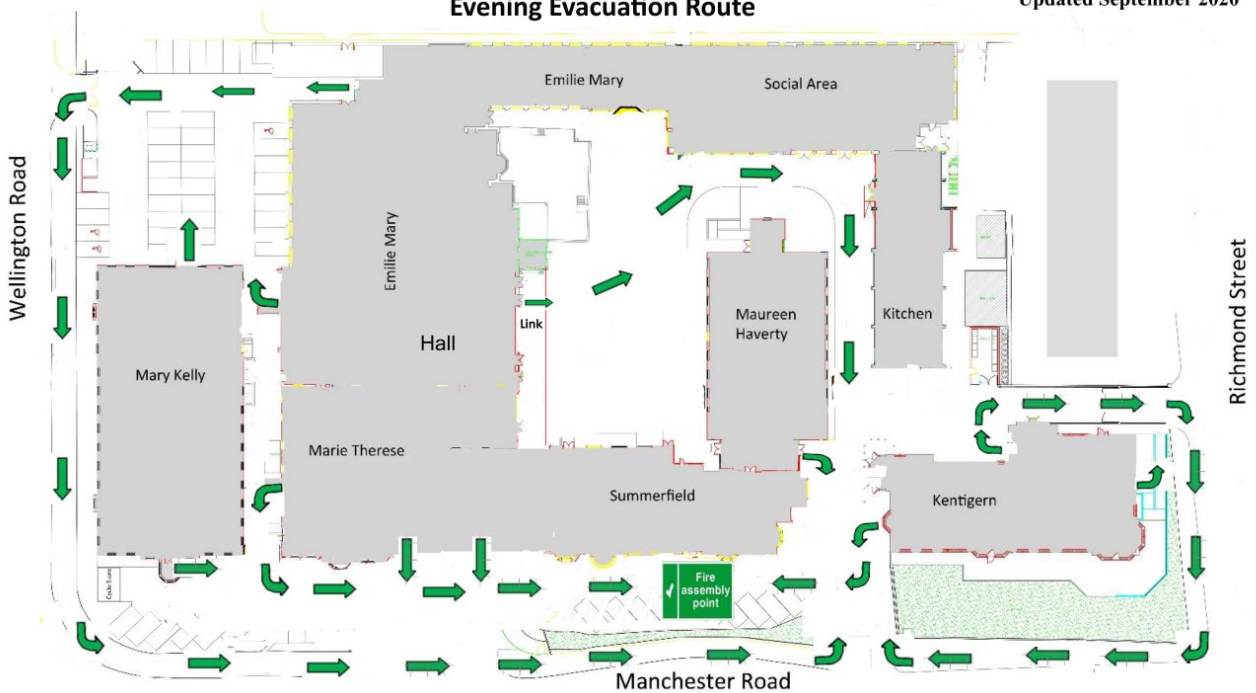 Evening Evacuation Route
Updated September 2020
Emilie Mary
Social Area
Wellington Road
Emilie Mary
Link
Hall
Maureen
Haverty
Kitchen
Richmond Street
Mary Kelly
Marie Therese
Summerfield
Kentigern
Fire
assembly
point
Manchester Road